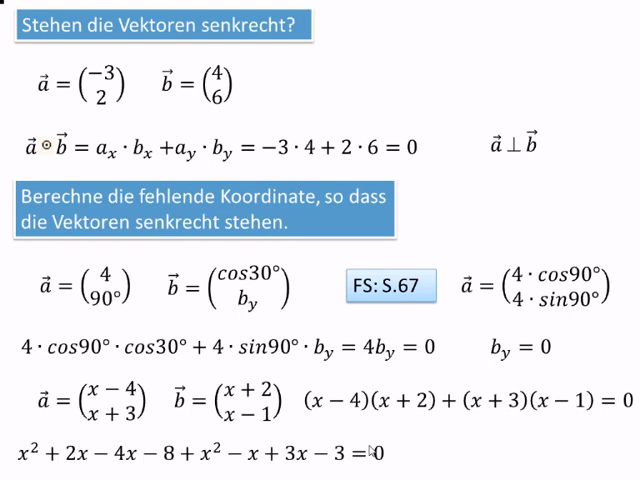 Stehen die Vektoren senkrecht?
a⃗ = (−3 2) b⃗ = (4 6)
a⃗ ⊙ b⃗ = aₓ · bₓ + a_y · b_y = −3 · 4 + 2 · 6 = 0 a⃗ ⊥ b⃗
Berechne die fehlende Koordinate, so dass
die Vektoren senkrecht stehen.
a⃗ = (4 90°) b⃗ = (cos30° b_y) FS: S.67 a⃗ = (4 · cos90° 4 · sin90°)
4 · cos90° · cos30° + 4 · sin90° · b_y = 4b_y = 0 b_y = 0
a⃗ = (x − 4 x + 3) b⃗ = (x + 2 x − 1) (x − 4)(x + 2) + (x + 3)(x − 1) = 0
x² + 2x − 4x − 8 + x² − x + 3x − 3 = 0